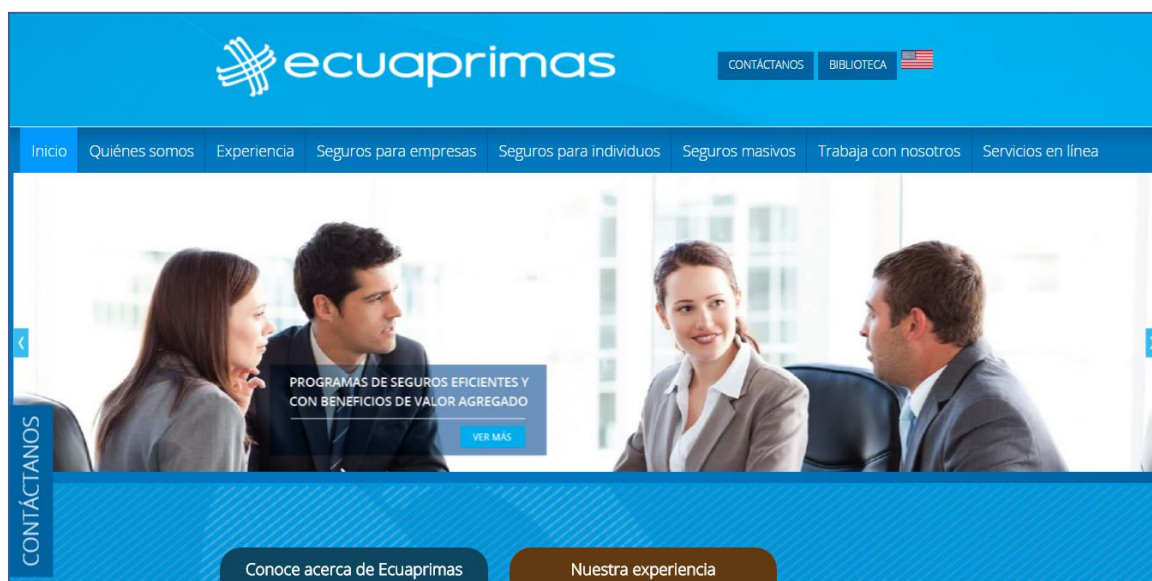 ecuaprimas
CONTÁCTANOS
BIBLIOTECA
Inicio
Quiénes somos
Experiencia
Seguros para empresas
Seguros para individuos
Seguros masivos
Trabaja con nosotros
Servicios en línea
PROGRAMAS DE SEGUROS EFICIENTES Y
CON BENEFICIOS DE VALOR AGREGADO
VER MÁS
CONTÁCTANOS
Conoce acerca de Ecuaprimas
Nuestra experiencia